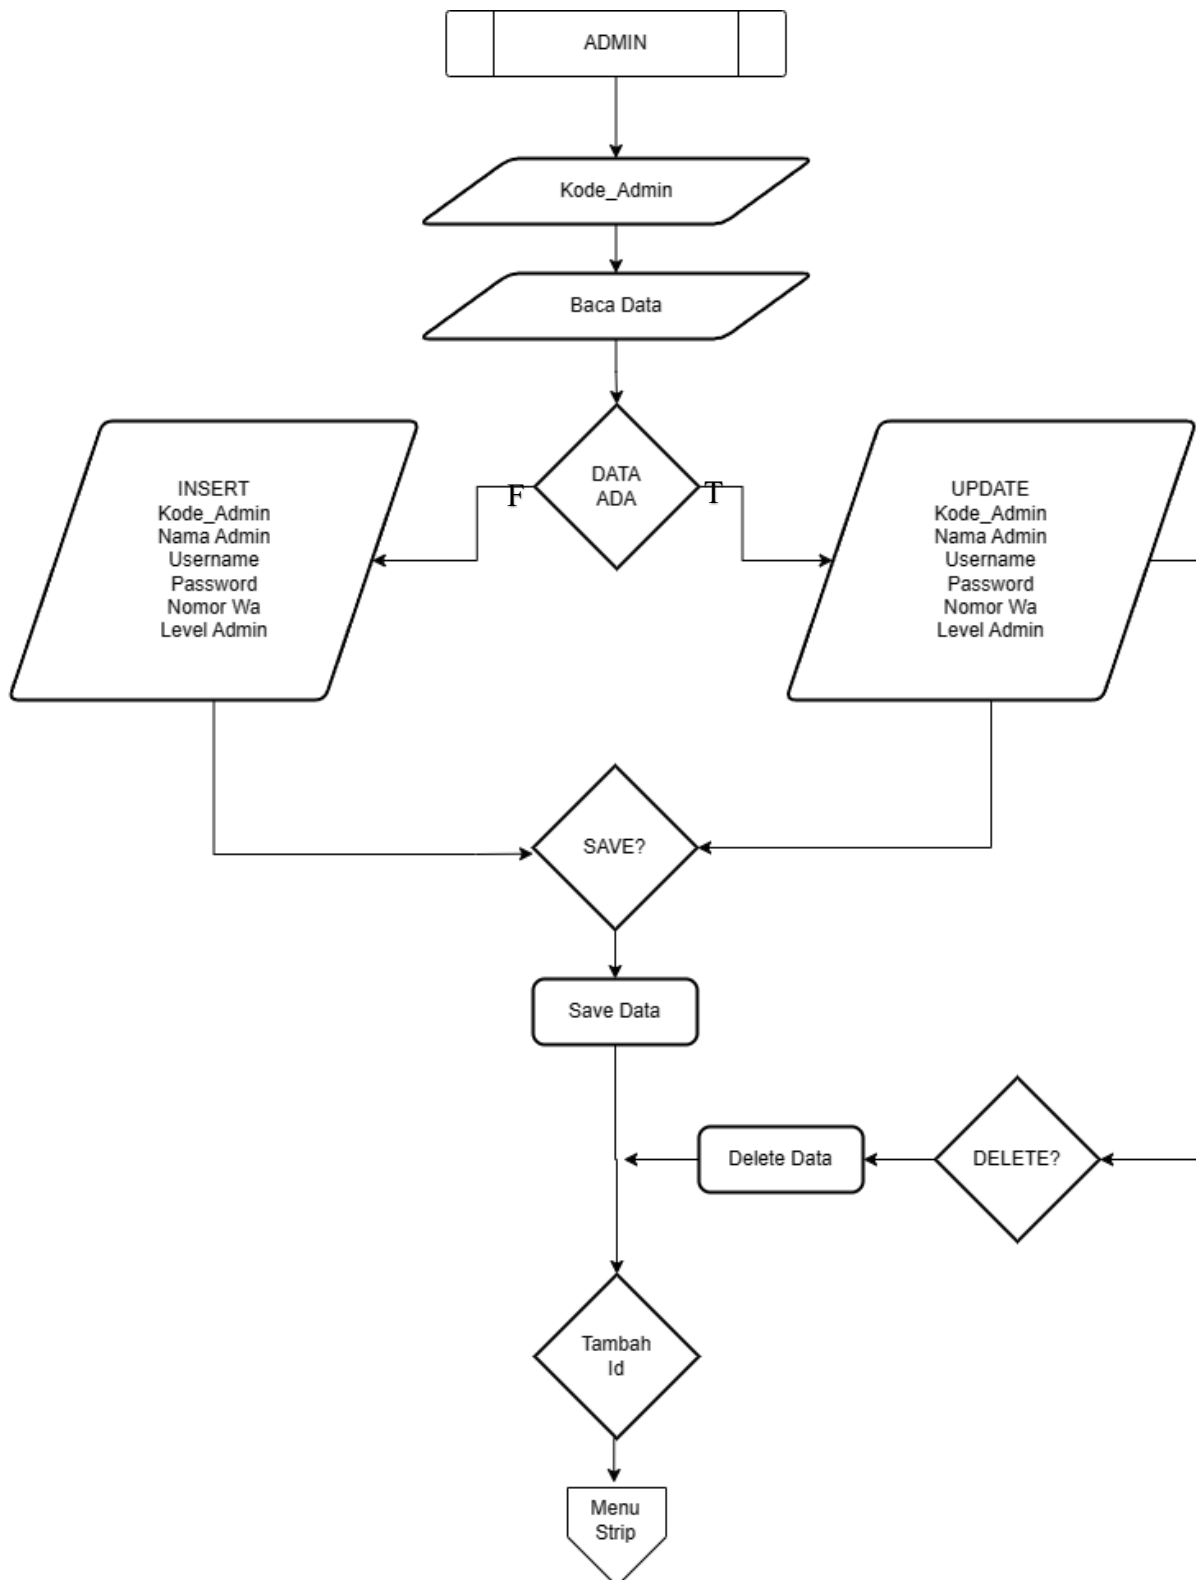 ADMIN
Kode_Admin
Baca Data
DATA
ADA
F
T
INSERT
Kode_Admin
Nama Admin
Username
Password
Nomor Wa
Level Admin
UPDATE
Kode_Admin
Nama Admin
Username
Password
Nomor Wa
Level Admin
SAVE?
Save Data
Delete Data
DELETE?
Tambah
Id
Menu
Strip